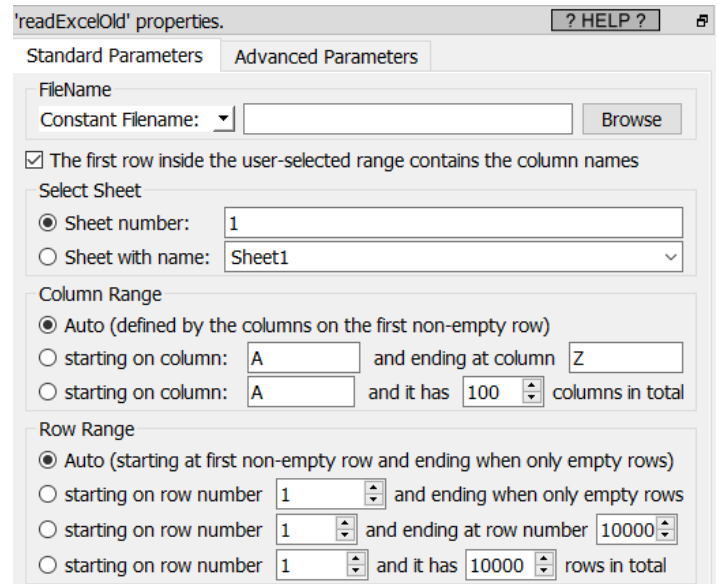 'readExcelOld' properties. ? HELP ?
Standard Parameters Advanced Parameters
FileName
Constant Filename: Browse
The first row inside the user-selected range contains the column names
Select Sheet
Sheet number: 1
Sheet with name: Sheet1
Column Range
Auto (defined by the columns on the first non-empty row)
starting on column: A and ending at column Z
starting on column: A and it has 100 columns in total
Row Range
Auto (starting at first non-empty row and ending when only empty rows)
starting on row number 1 and ending when only empty rows
starting on row number 1 and ending at row number 10000
starting on row number 1 and it has 10000 rows in total